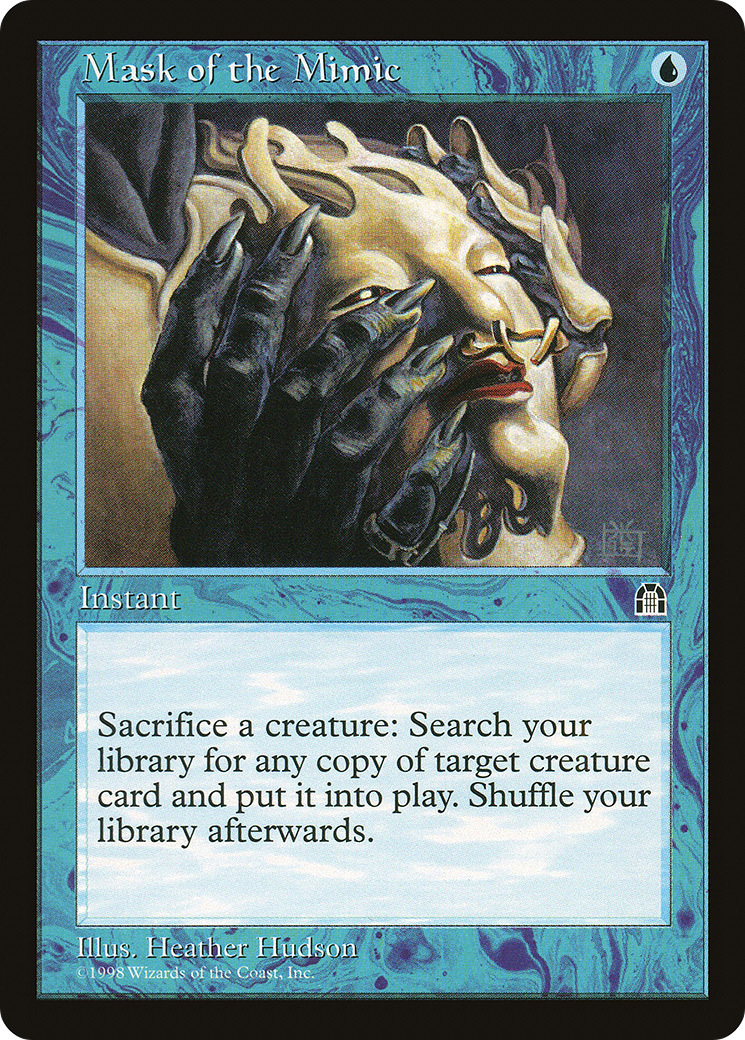 Mask of the Mimic
Instant
Sacrifice a creature: Search your
library for any copy of target creature
card and put it into play. Shuffle your
library afterwards.
Illus. Heather Hudson
©1998 Wizards of the Coast, Inc.